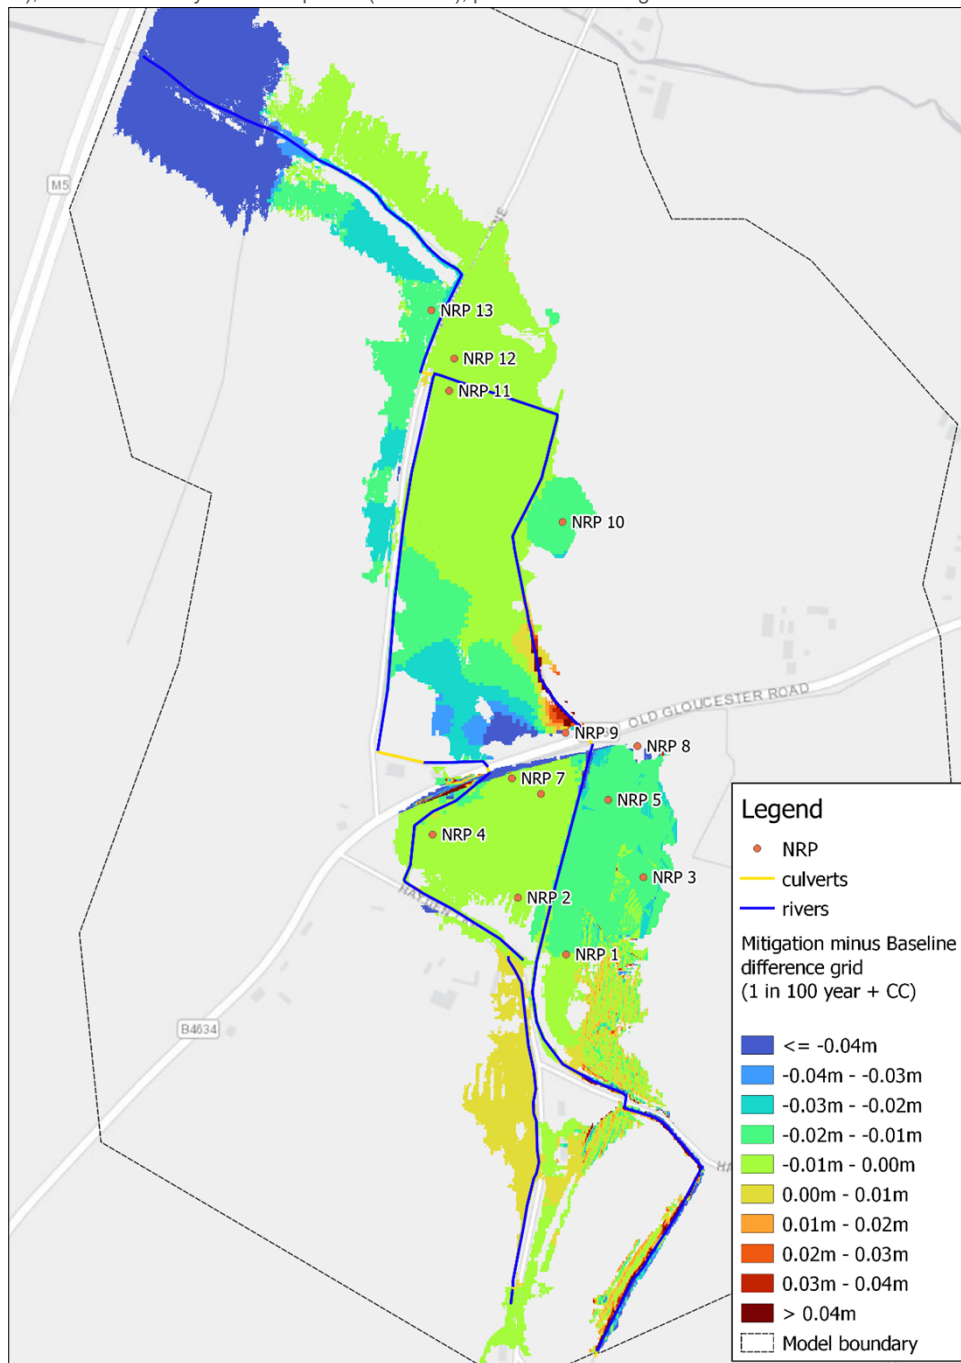 M5
NRP 13
NRP 12
NRP 11
NRP 10
OLD GLOUCESTER ROAD
NRP 9
NRP 8
NRP 7
NRP 5
NRP 4
NRP 3
NRP 2
NRP 1
B4634
Legend
NRP
culverts
rivers
Mitigation minus Baseline
difference grid
(1 in 100 year + CC)
<= -0.04m
-0.04m - -0.03m
-0.03m - -0.02m
-0.02m - -0.01m
-0.01m - 0.00m
0.00m - 0.01m
0.01m - 0.02m
0.02m - 0.03m
0.03m - 0.04m
> 0.04m
Model boundary